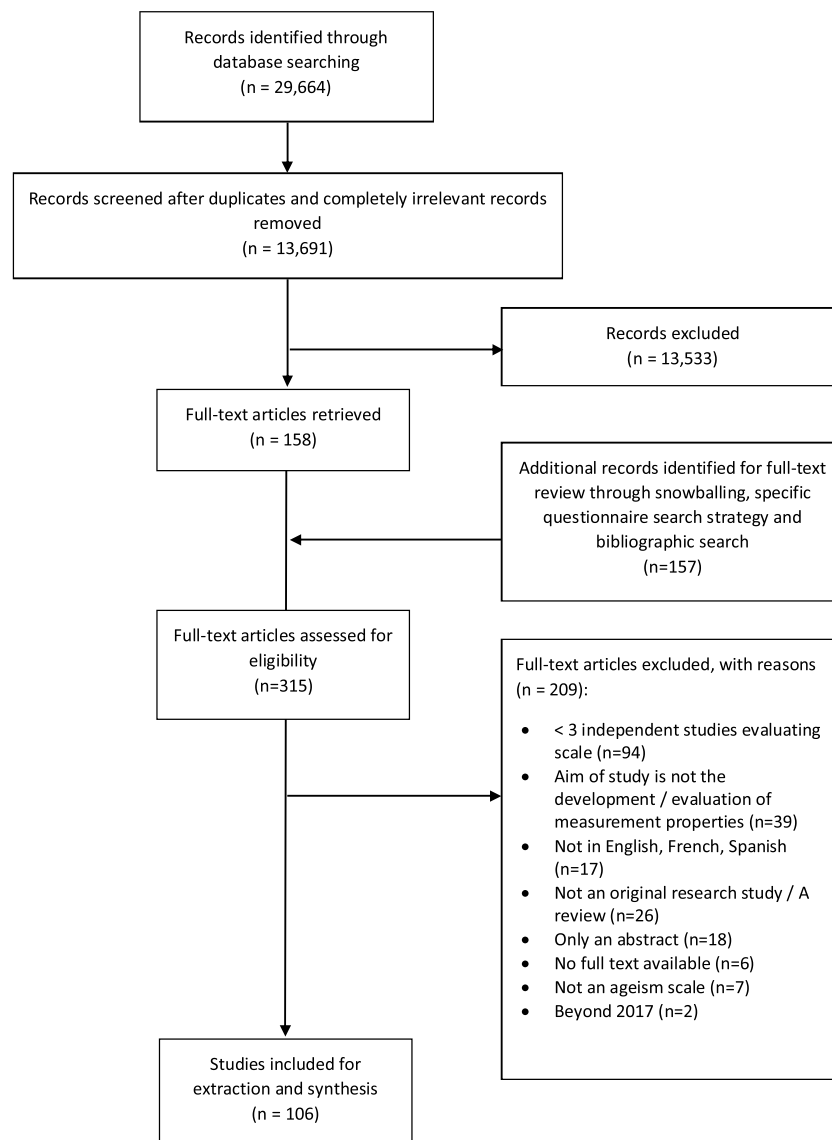 Records identified through
database searching
(n = 29,664)
Records screened after duplicates and completely irrelevant records
removed
(n = 13,691)
Records excluded
(n = 13,533)
Full-text articles retrieved
(n = 158)
Additional records identified for full-text
review through snowballing, specific
questionnaire search strategy and
bibliographic search
(n=157)
Full-text articles assessed for
eligibility
(n=315)
Full-text articles excluded, with reasons
(n = 209):
• < 3 independent studies evaluating
scale (n=94)
• Aim of study is not the
development / evaluation of
measurement properties (n=39)
• Not in English, French, Spanish
(n=17)
• Not an original research study / A
review (n=26)
• Only an abstract (n=18)
• No full text available (n=6)
• Not an ageism scale (n=7)
• Beyond 2017 (n=2)
Studies included for
extraction and synthesis
(n = 106)